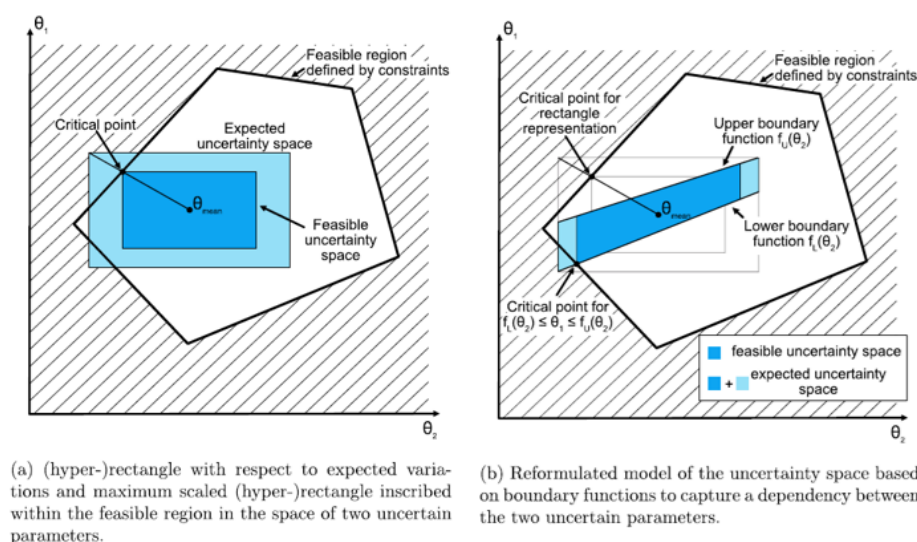 θ₁
Feasible region
defined by constraints
Critical point
Expected
uncertainty space
θmean
Feasible
uncertainty
space
θ₂
(a) (hyper-)rectangle with respect to expected varia-
tions and maximum scaled (hyper-)rectangle inscribed
within the feasible region in the space of two uncertain
parameters.
θ₁
Feasible region
defined by constraints
Critical point for
rectangle
representation
Upper boundary
function fᵤ(θ₂)
θmean
Lower boundary
function f_L(θ₂)
Critical point for
f_L(θ₂) ≤ θ₁ ≤ fᵤ(θ₂)
feasible uncertainty space
+ expected uncertainty
space
θ₂
(b) Reformulated model of the uncertainty space based
on boundary functions to capture a dependency between
the two uncertain parameters.